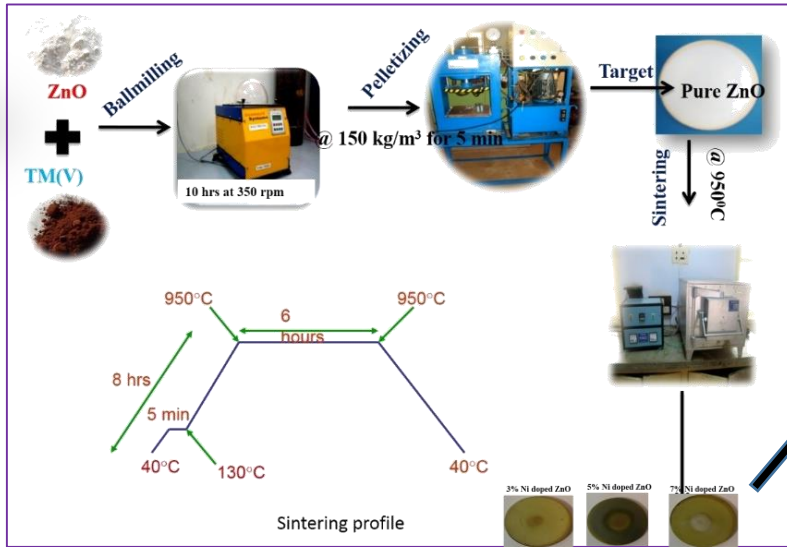 ZnO
TM(V)
Ballmilling
10 hrs at 350 rpm
Pelletizing
@ 150 kg/m³ for 5 min
Target
Pure ZnO
Sintering
@ 950⁰C
950°C
6
hours
950°C
8 hrs
5 min
40°C
130°C
40°C
Sintering profile
3% Ni doped ZnO
5% Ni doped ZnO
7% Ni doped ZnO